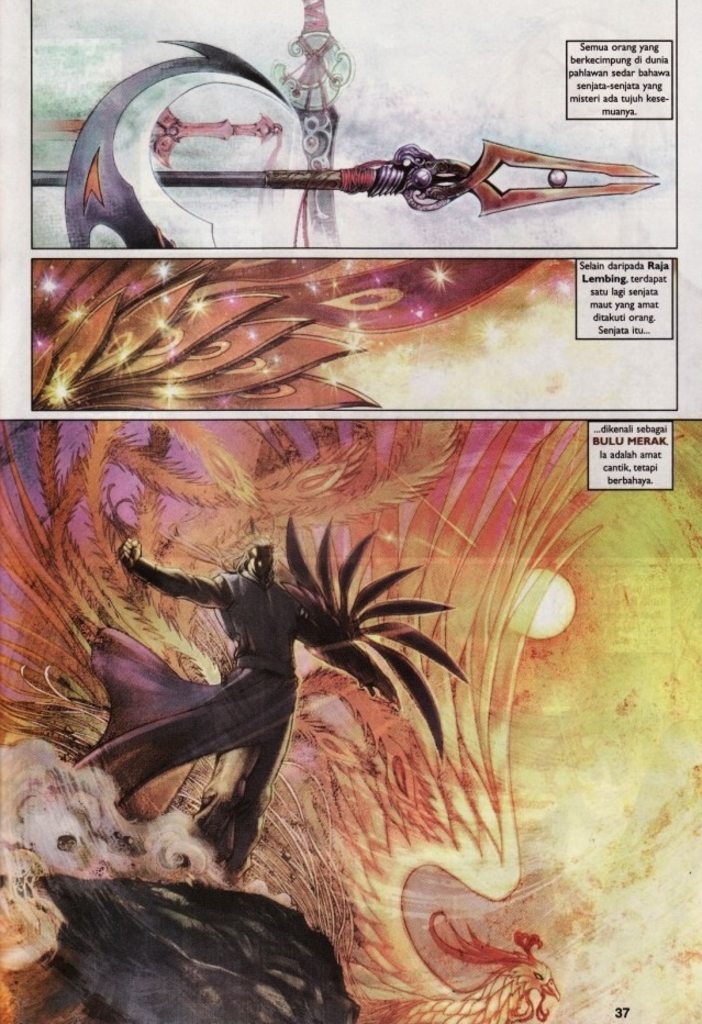 Semua orang yang
berkecimpung di dunia
pahlawan sedar bahawa
senjata-senjata yang
misteri ada tujuh kese-
muanya.
Selain daripada Raja
Lembing, terdapat
satu lagi senjata
maut yang amat
ditakuti orang.
Senjata itu...
...dikenali sebagai
BULU MERAK.
Ia adalah amat
cantik, tetapi
berbahaya.
37